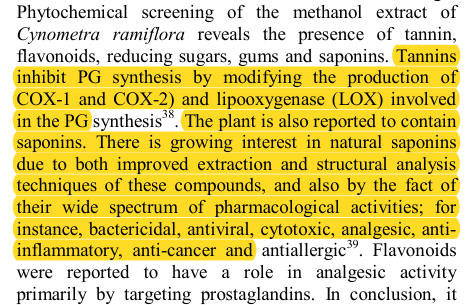 Phytochemical screening of the methanol extract of
Cynometra ramiflora reveals the presence of tannin,
flavonoids, reducing sugars, gums and saponins. Tannins
inhibit PG synthesis by modifying the production of
COX-1 and COX-2) and lipooxygenase (LOX) involved
in the PG synthesis38. The plant is also reported to contain
saponins. There is growing interest in natural saponins
due to both improved extraction and structural analysis
techniques of these compounds, and also by the fact of
their wide spectrum of pharmacological activities; for
instance, bactericidal, antiviral, cytotoxic, analgesic, anti-
inflammatory, anti-cancer and antiallergic39. Flavonoids
were reported to have a role in analgesic activity
primarily by targeting prostaglandins. In conclusion, it